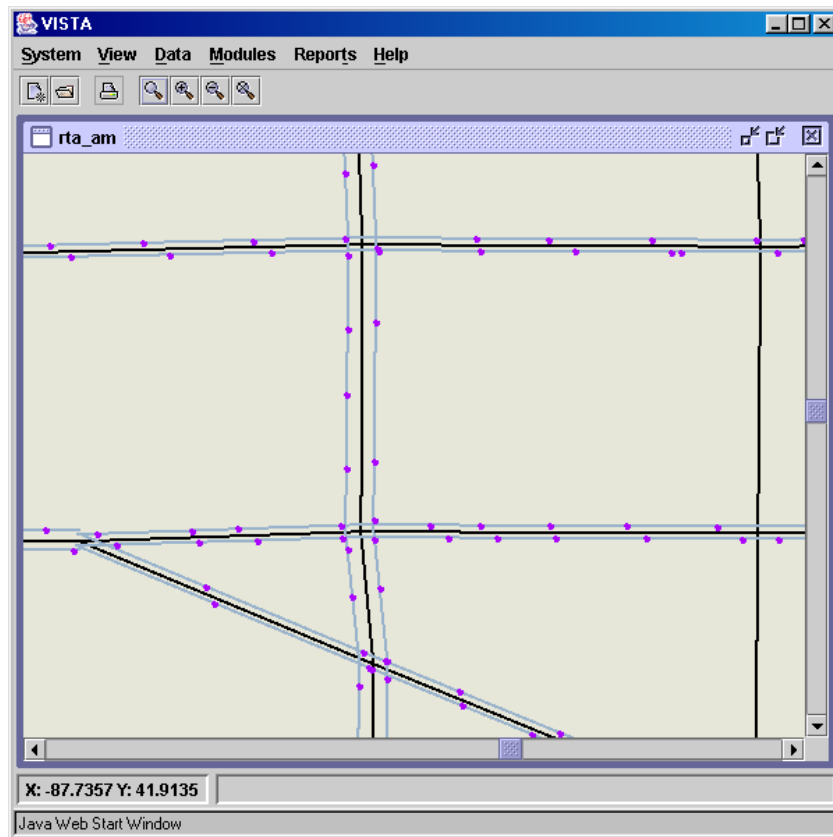 VISTA
System View Data Modules Reports Help
rta_am
X: -87.7357 Y: 41.9135
Java Web Start Window